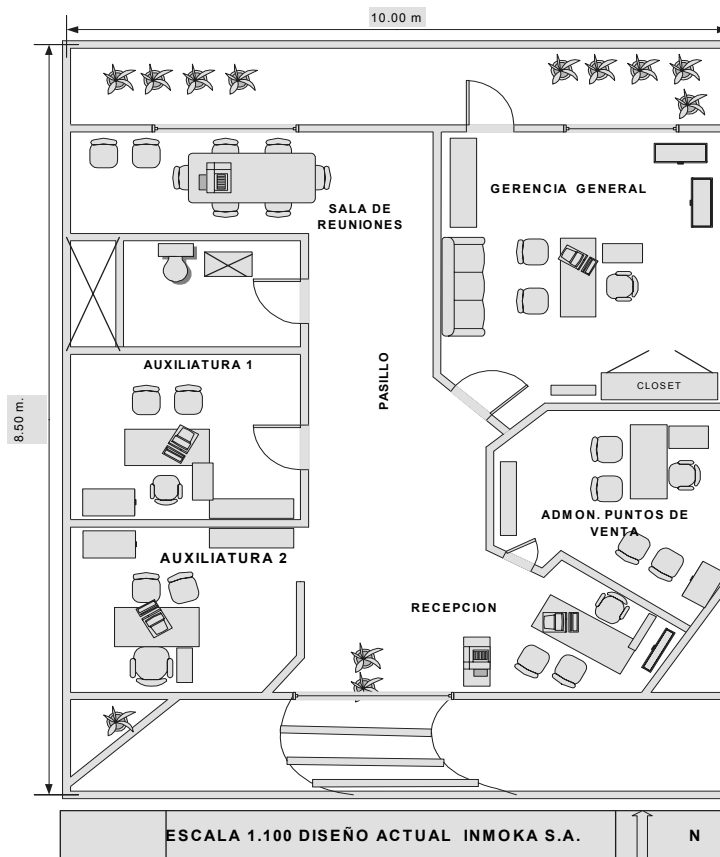 10.00 m
GERENCIA GENERAL
SALA DE
REUNIONES
AUXILIATURA 1
PASILLO
CLOSET
8.50 m.
ADMON. PUNTOS DE
VENTA
AUXILIATURA 2
RECEPCION
ESCALA 1.100 DISEÑO ACTUAL INMOKA S.A.
N